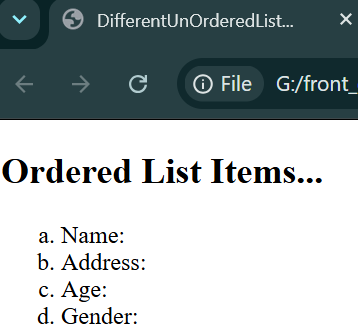 DifferentUnOrderedList...
File G:/front_
Ordered List Items...
a. Name:
b. Address:
c. Age:
d. Gender: